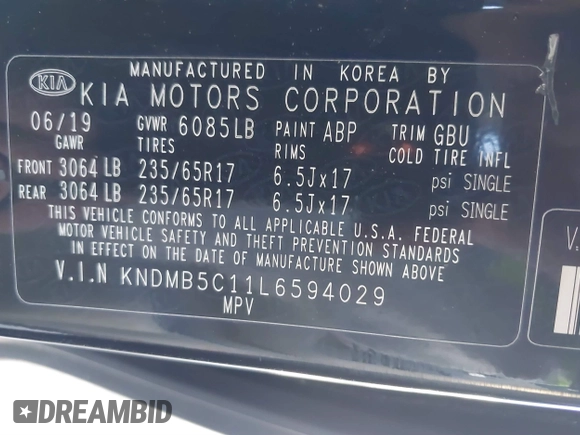 MANUFACTURED IN KOREA BY
KIA KIA MOTORS CORPORATION
06/19 GVWR 6085LB PAINT ABP TRIM GBU
GAWR TIRES RIMS COLD TIRE INFL
FRONT 3064 LB 235/65R17 6.5Jx17 psi SINGLE
REAR 3064 LB 235/65R17 6.5Jx17 psi SINGLE
THIS VEHICLE CONFORMS TO ALL APPLICABLE U.S.A. FEDERAL
MOTOR VEHICLE SAFETY AND THEFT PREVENTION STANDARDS
IN EFFECT ON THE DATE OF MANUFACTURE SHOWN ABOVE
V.I.N KNDMB5C11L6594029
MPV
V.
DREAMBID